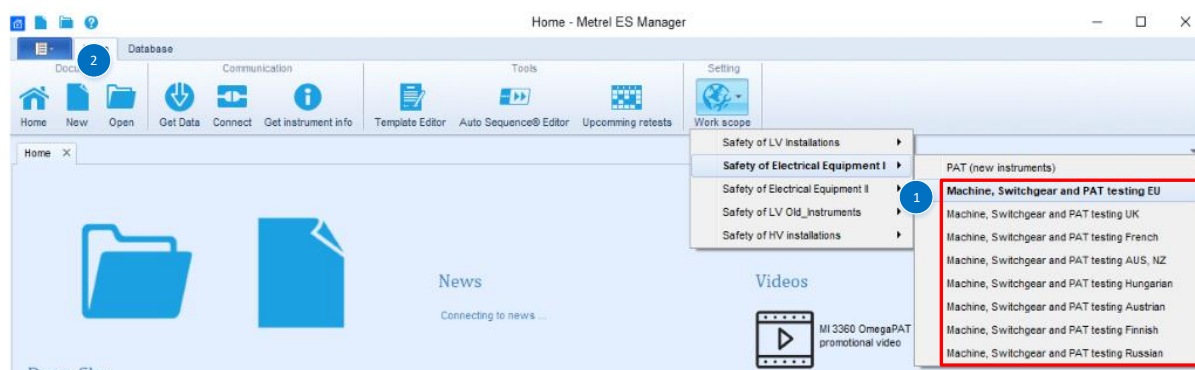 Home - Metrel ES Manager
2
Database
Docu
Communication
Tools
Setting
Home New Open Get Data Connect Get instrument info Template Editor Auto Sequence® Editor Upcomming retests Work scope
Home ×
Safety of LV Installations
Safety of Electrical Equipment I
Safety of Electrical Equipment II
Safety of LV Old_Instruments
Safety of HV installations
PAT (new instruments)
1
Machine, Switchgear and PAT testing EU
Machine, Switchgear and PAT testing UK
Machine, Switchgear and PAT testing French
Machine, Switchgear and PAT testing AUS, NZ
Machine, Switchgear and PAT testing Hungarian
Machine, Switchgear and PAT testing Austrian
Machine, Switchgear and PAT testing Finnish
Machine, Switchgear and PAT testing Russian
News
Connecting to news ...
Videos
MI 3360 OmegaPAT
promotional video